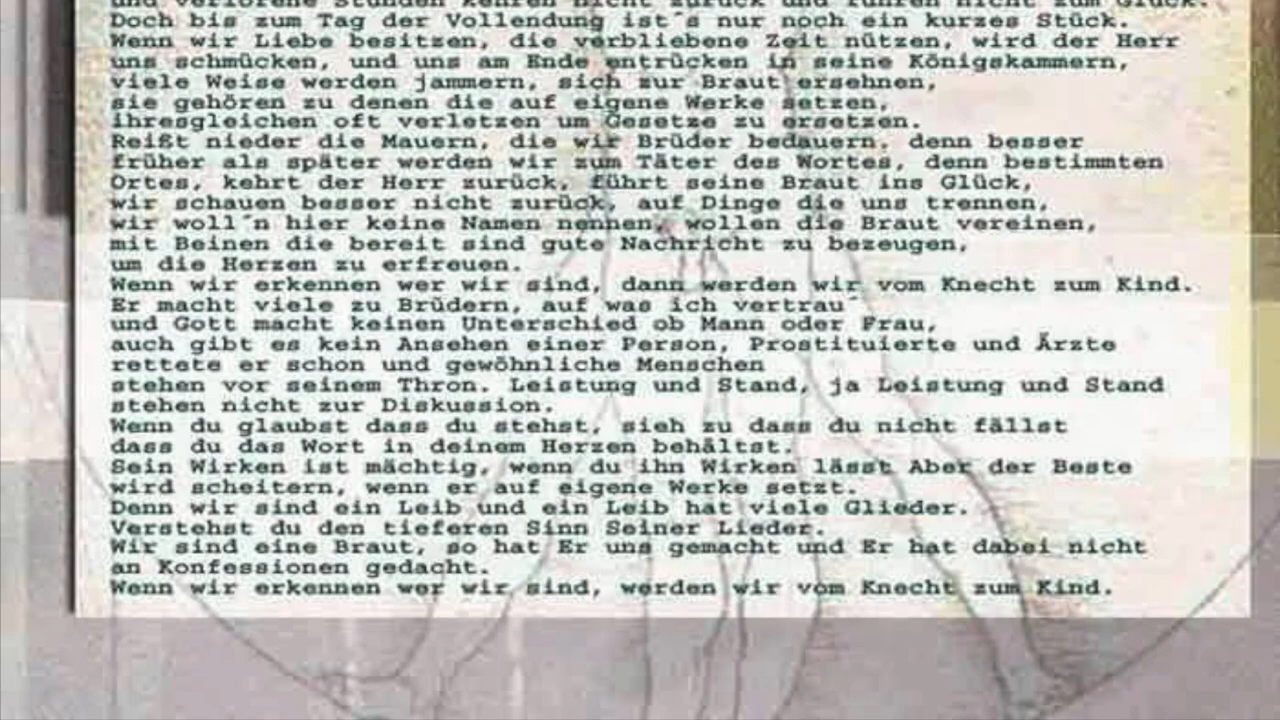 und verlorene Stunden kehren nicht zurück und führen nicht zum Glück.
Doch bis zum Tag der Vollendung ist´s nur noch ein kurzes Stück.
Wenn wir Liebe besitzen, die verbliebene Zeit nützen, wird der Herr
uns schmücken, und uns am Ende entrücken in seine Königskammern,
viele Weise werden jammern, sich zur Braut ersehnen,
sie gehören zu denen die auf eigene Werke setzen,
ihresgleichen oft verletzen um Gesetze zu ersetzen.
Reißt nieder die Mauern, die wir Brüder bedauern, denn besser
früher als später werden wir zum Täter des Wortes, denn bestimmten
Ortes, kehrt der Herr zurück, führt seine Braut ins Glück,
wir schauen besser nicht zurück, auf Dinge die uns trennen,
wir woll´n hier keine Namen nennen, wollen die Braut vereinen,
mit Beinen die bereit sind gute Nachricht zu bezeugen,
um die Herzen zu erfreuen.
Wenn wir erkennen wer wir sind, dann werden wir vom Knecht zum Kind.
Er macht viele zu Brüdern, auf was ich vertrau´
und Gott macht keinen Unterschied ob Mann oder Frau,
auch gibt es kein Ansehen einer Person, Prostituierte und Ärzte
rettete er schon und gewöhnliche Menschen
stehen vor seinem Thron. Leistung und Stand, ja Leistung und Stand
stehen nicht zur Diskussion.
Wenn du glaubst dass du stehst, sieh zu dass du nicht fällst
dass du das Wort in deinem Herzen behältst.
Sein Wirken ist mächtig, wenn du ihn Wirken lässt Aber der Beste
wird scheitern, wenn er auf eigene Werke setzt.
Denn wir sind ein Leib und ein Leib hat viele Glieder.
Verstehst du den tieferen Sinn Seiner Lieder.
Wir sind eine Braut, so hat Er uns gemacht und Er hat dabei nicht
an Konfessionen gedacht.
Wenn wir erkennen wer wir sind, werden wir vom Knecht zum Kind.